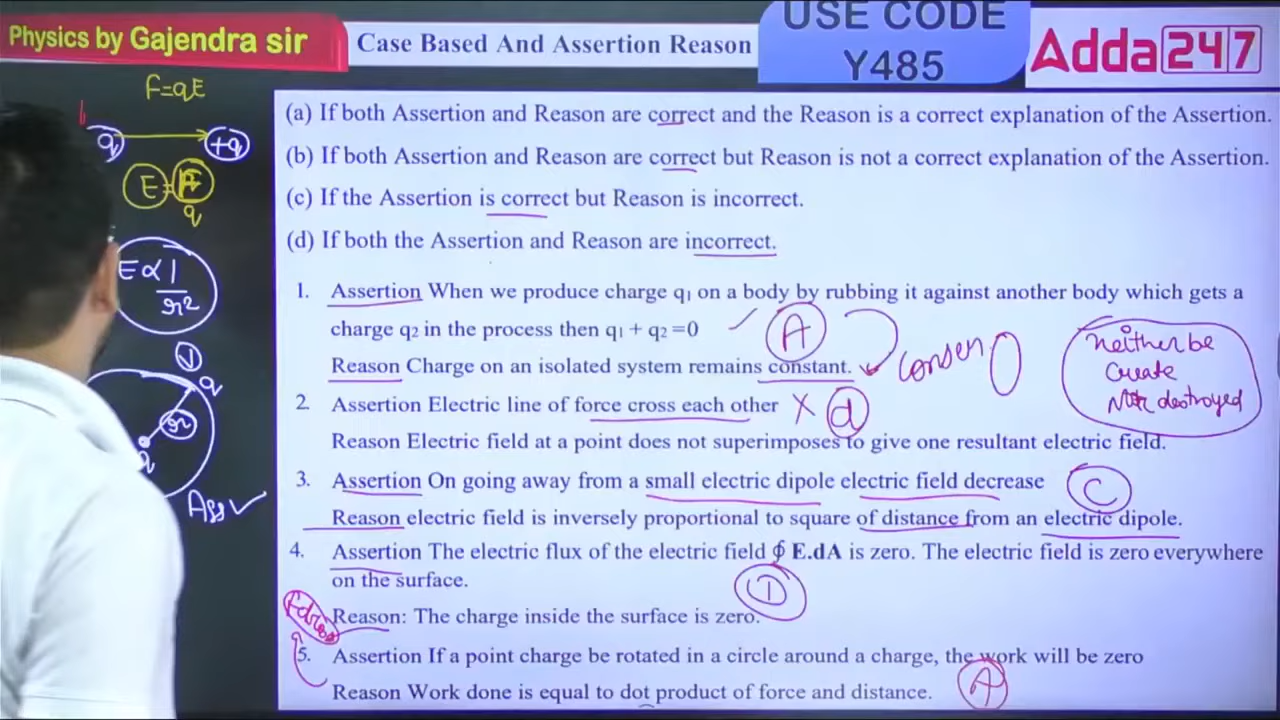 Physics by Gajendra sir
Case Based And Assertion Reason
USE CODE
Y485
Adda247
F=qE
q
+q
E=F
q
E∝1
r²
q
r
q
Ass✓
(a) If both Assertion and Reason are correct and the Reason is a correct explanation of the Assertion.
(b) If both Assertion and Reason are correct but Reason is not a correct explanation of the Assertion.
(c) If the Assertion is correct but Reason is incorrect.
(d) If both the Assertion and Reason are incorrect.
1. Assertion When we produce charge q₁ on a body by rubbing it against another body which gets a
charge q₂ in the process then q₁ + q₂ =0
A
Reason Charge on an isolated system remains constant.
conser
neither be
create
destroyed
2. Assertion Electric line of force cross each other X d
Reason Electric field at a point does not superimposes to give one resultant electric field.
3. Assertion On going away from a small electric dipole electric field decrease
C
Reason electric field is inversely proportional to square of distance from an electric dipole.
4. Assertion The electric flux of the electric field ∮ E.dA is zero. The electric field is zero everywhere
on the surface.
D
Reason: The charge inside the surface is zero.
5. Assertion If a point charge be rotated in a circle around a charge, the work will be zero
Reason Work done is equal to dot product of force and distance.
A